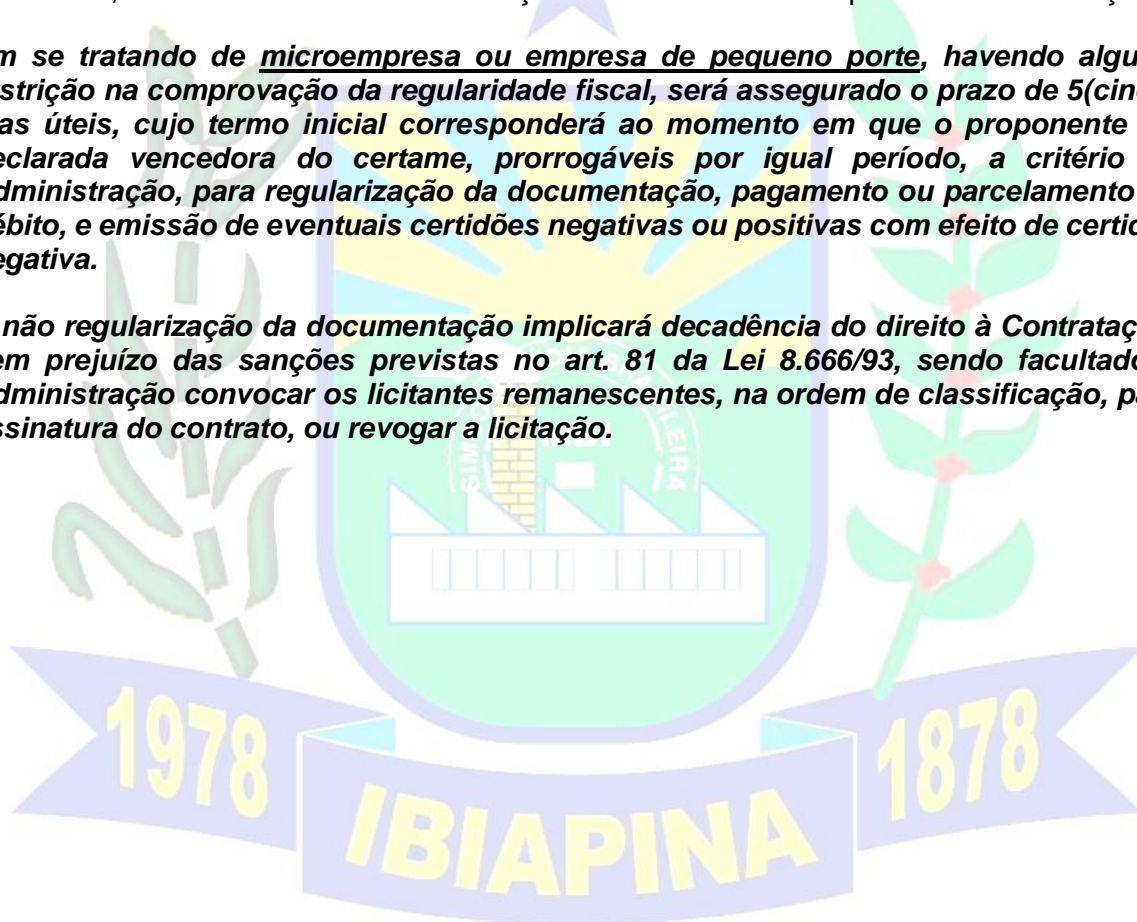 m se tratando de microempresa ou empresa de pequeno porte, havendo algu
strição na comprovação da regularidade fiscal, será assegurado o prazo de 5(cin
as úteis, cujo termo inicial corresponderá ao momento em que o proponente
eclarada vencedora do certame, prorrogáveis por igual período, a critério
dministração, para regularização da documentação, pagamento ou parcelamento
ébito, e emissão de eventuais certidões negativas ou positivas com efeito de certid
egativa.
não regularização da documentação implicará decadência do direito à Contrataç
em prejuízo das sanções previstas no art. 81 da Lei 8.666/93, sendo facultado
dministração convocar os licitantes remanescentes, na ordem de classificação, pa
ssinatura do contrato, ou revogar a licitação.
1978
1878
IBIAPINA